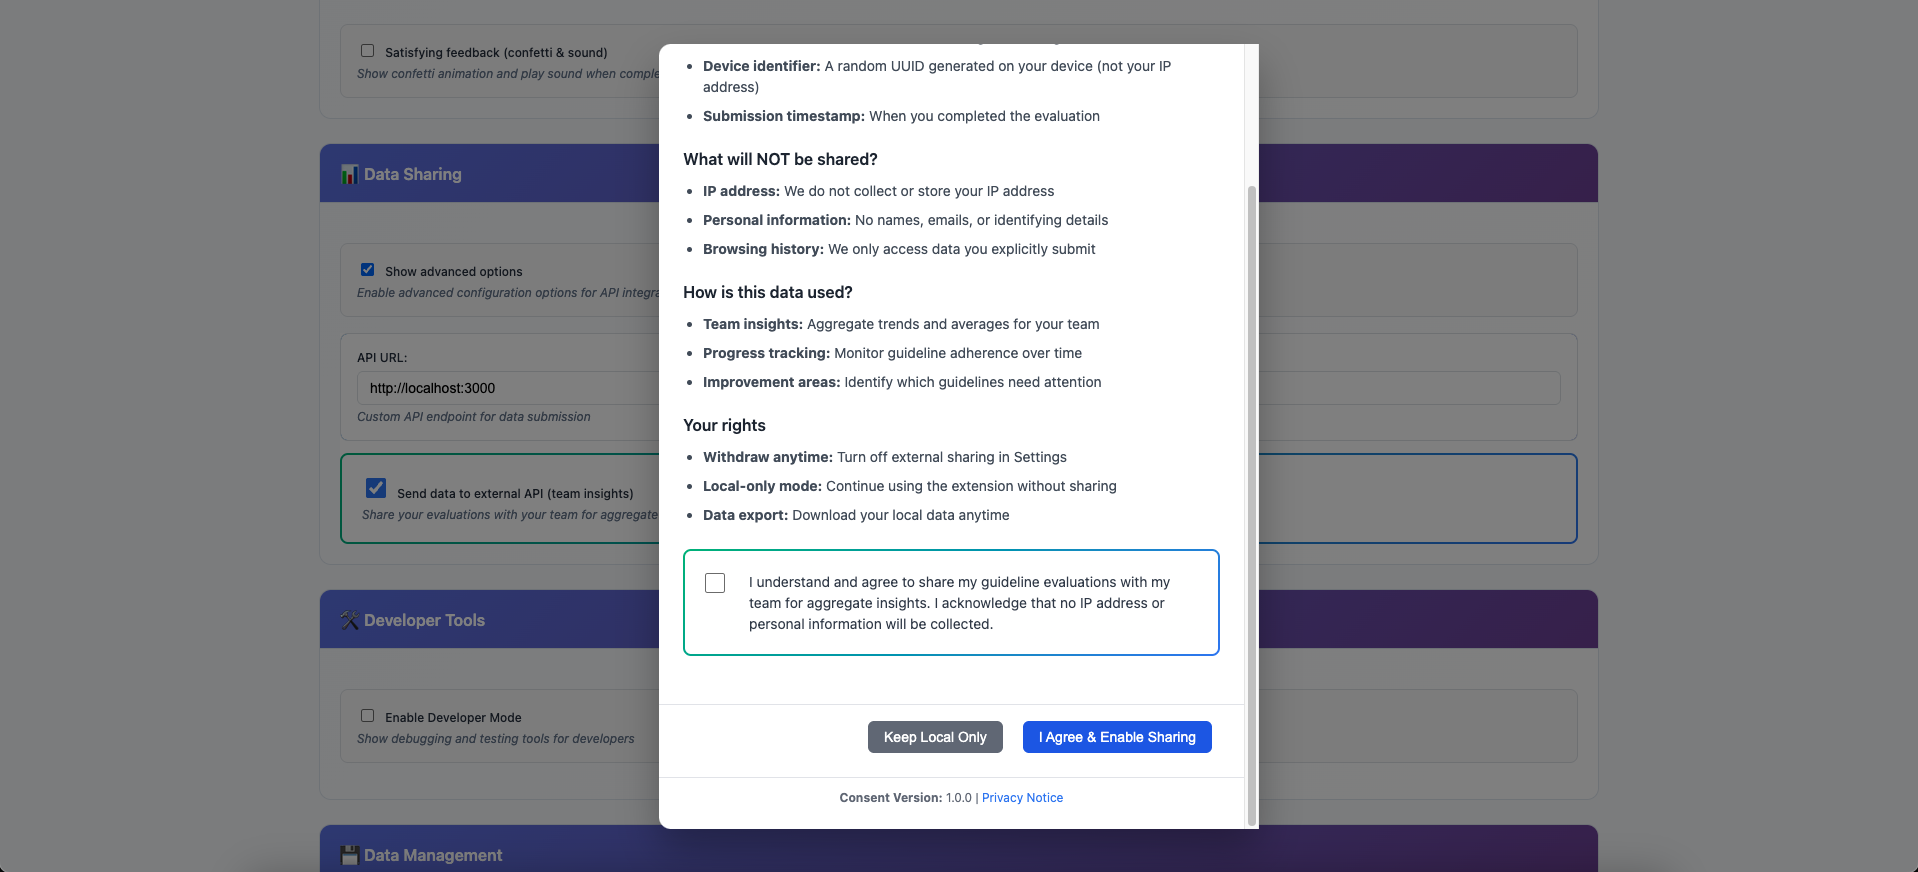 Satisfying feedback (confetti & sound)
Show confetti animation and play sound when comple
Data Sharing
Show advanced options
Enable advanced configuration options for API integra
API URL:
http://localhost:3000
Custom API endpoint for data submission
Send data to external API (team insights)
Share your evaluations with your team for aggregate
Developer Tools
Enable Developer Mode
Show debugging and testing tools for developers
Data Management
Device identifier: A random UUID generated on your device (not your IP
address)
Submission timestamp: When you completed the evaluation
What will NOT be shared?
IP address: We do not collect or store your IP address
Personal information: No names, emails, or identifying details
Browsing history: We only access data you explicitly submit
How is this data used?
Team insights: Aggregate trends and averages for your team
Progress tracking: Monitor guideline adherence over time
Improvement areas: Identify which guidelines need attention
Your rights
Withdraw anytime: Turn off external sharing in Settings
Local-only mode: Continue using the extension without sharing
Data export: Download your local data anytime
I understand and agree to share my guideline evaluations with my
team for aggregate insights. I acknowledge that no IP address or
personal information will be collected.
Keep Local Only
I Agree & Enable Sharing
Consent Version: 1.0.0 | Privacy Notice